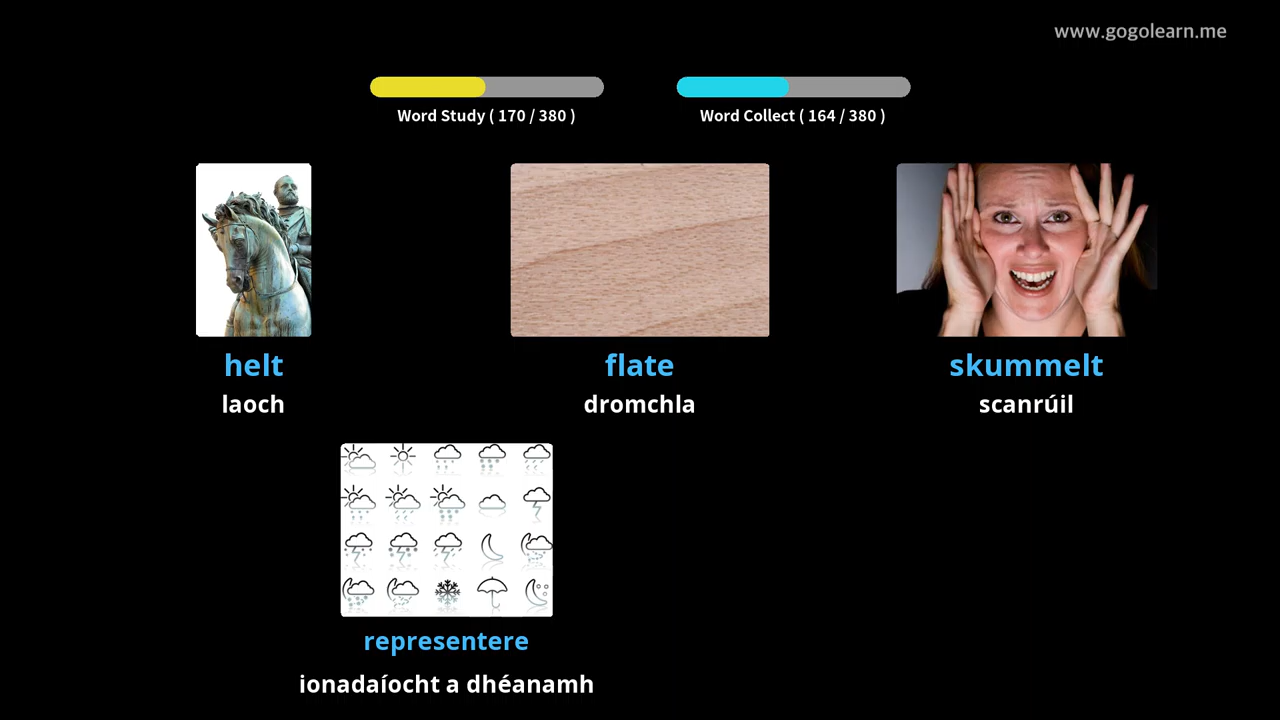 www.gogolearn.me
Word Study ( 170 / 380 )
Word Collect ( 164 / 380 )
helt
laoch
flate
dromchla
skummelt
scanrúil
representere
ionadaíocht a dhéanamh